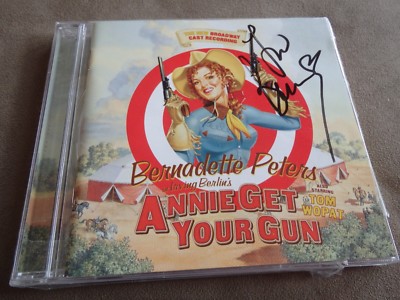 THE NEW BROADWAY
CAST RECORDING
Bernadette Peters
Irving Berlin's
ANNIE GET
YOUR GUN
ALSO
STARRING
TOM
WOPAT